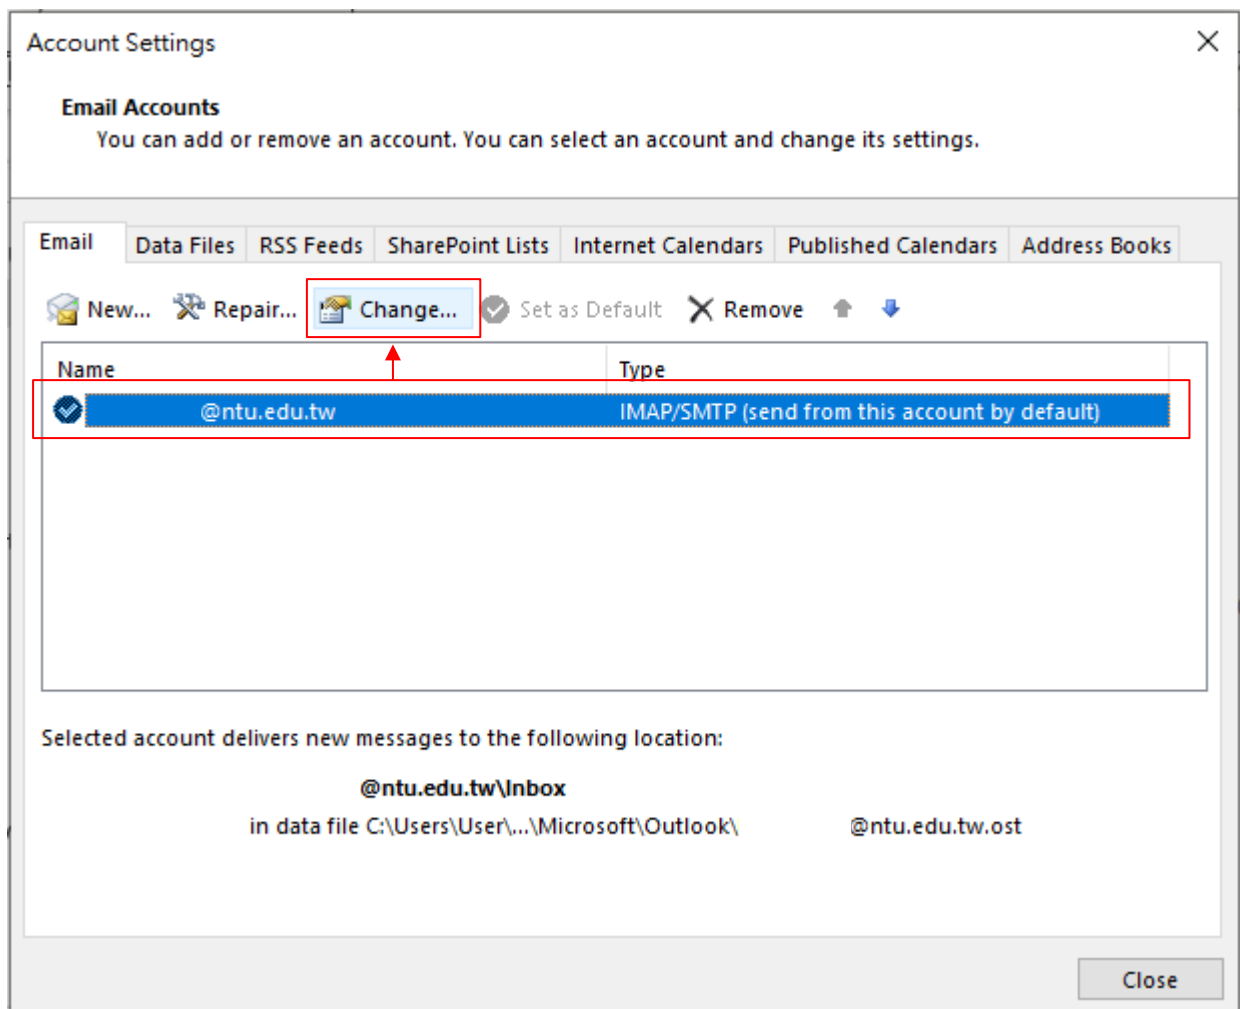 Account Settings
Email Accounts
You can add or remove an account. You can select an account and change its settings.
Email Data Files RSS Feeds SharePoint Lists Internet Calendars Published Calendars Address Books
New... Repair... Change... Set as Default Remove
Name Type
@ntu.edu.tw IMAP/SMTP (send from this account by default)
Selected account delivers new messages to the following location:
@ntu.edu.tw\Inbox
in data file C:\Users\User\...\Microsoft\Outlook\ @ntu.edu.tw.ost
Close